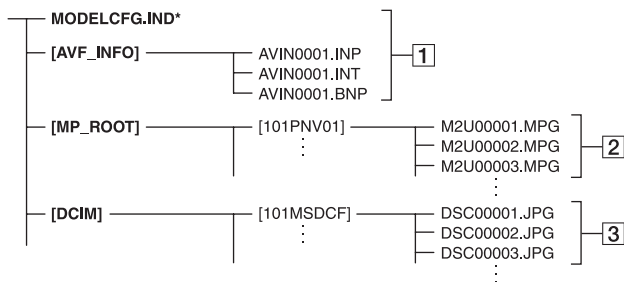 MODELCFG.IND*
[AVF_INFO] AVIN0001.INP
AVIN0001.INT 1
AVIN0001.BNP
[MP_ROOT] [101PNV01] M2U00001.MPG
M2U00002.MPG 2
M2U00003.MPG
[DCIM] [101MSDCF] DSC00001.JPG
DSC00002.JPG 3
DSC00003.JPG